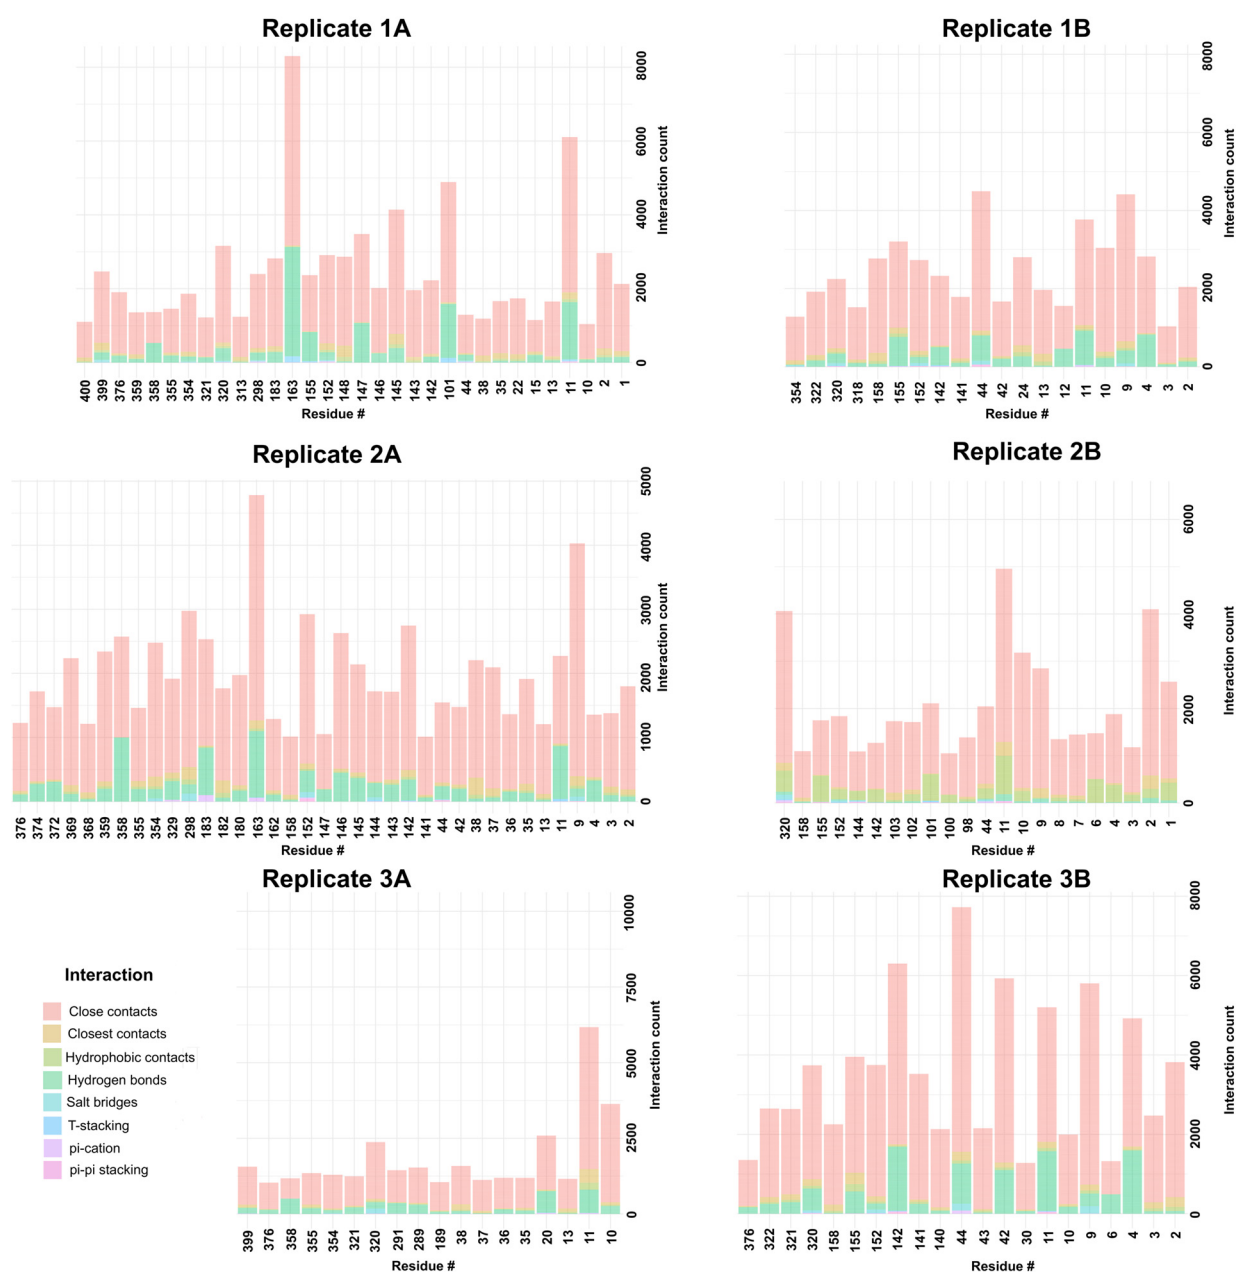 Replicate 1A
8000
6000
4000
2000
0
Interaction count
400 399 376 359 358 355 354 321 320 313 298 183 163 155 152 148 147 146 145 143 142 101 44 38 35 22 15 13 11 10 2 1
Residue #
Replicate 1B
8000
6000
4000
2000
0
Interaction count
354 322 320 318 158 155 152 142 141 44 42 24 13 12 11 10 9 4 3 2
Residue #
Replicate 2A
5000
4000
3000
2000
1000
0
Interaction count
376 374 372 369 368 359 358 355 354 329 298 183 182 180 163 162 158 152 147 146 145 144 143 142 141 44 42 38 37 36 35 13 11 9 4 3 2
Residue #
Replicate 2B
6000
4000
2000
0
Interaction count
320 158 155 152 144 142 103 102 101 100 98 44 11 10 9 8 7 6 4 3 2 1
Residue #
Replicate 3A
10000
7500
5000
2500
0
Interaction count
399 376 358 355 354 321 320 291 289 189 38 37 36 35 20 13 11 10
Residue #
Interaction
Close contacts
Closest contacts
Hydrophobic contacts
Hydrogen bonds
Salt bridges
T-stacking
pi-cation
pi-pi stacking
Replicate 3B
8000
6000
4000
2000
0
Interaction count
376 322 321 320 158 155 152 142 141 140 44 43 42 30 11 10 9 6 4 3 2
Residue #